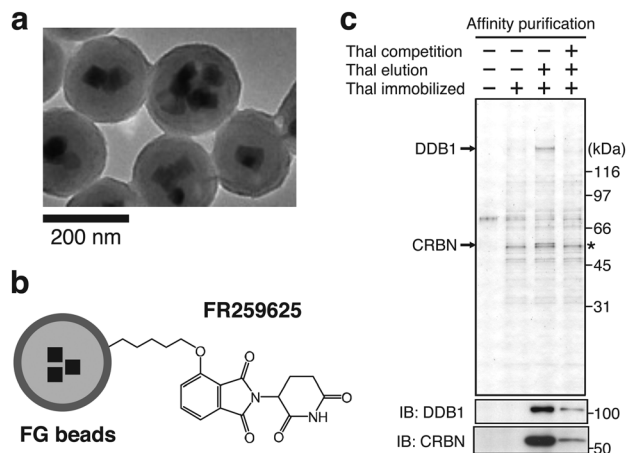 a
200 nm
b
FR259625
O
O
N
O
O
NH
O
FG beads
c
Affinity purification
Thal competition − − − +
Thal elution − − + +
Thal immobilized − + + +
DDB1
(kDa)
116
97
66
CRBN
*
45
31
IB: DDB1
100
IB: CRBN
50